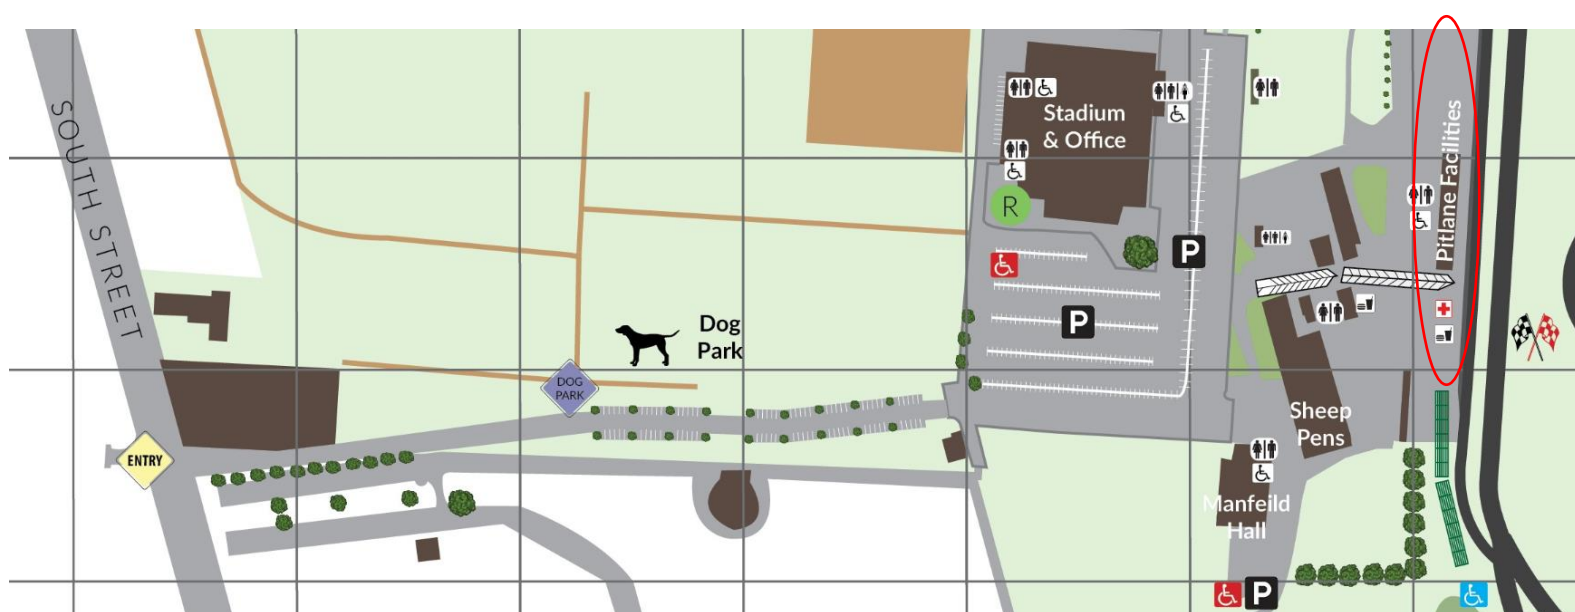 SOUTH STREET
Stadium
& Office
R
P
P
Pitlane Facilities
Dog
Park
DOG
PARK
ENTRY
Sheep
Pens
Manfeild
Hall
P